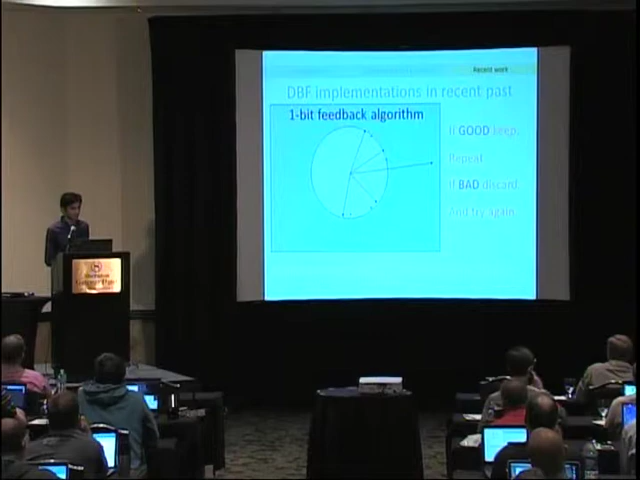 Recent work
DBF implementations in recent past
1-bit feedback algorithm
If GOOD keep,
Repeat
If BAD discard
And try again